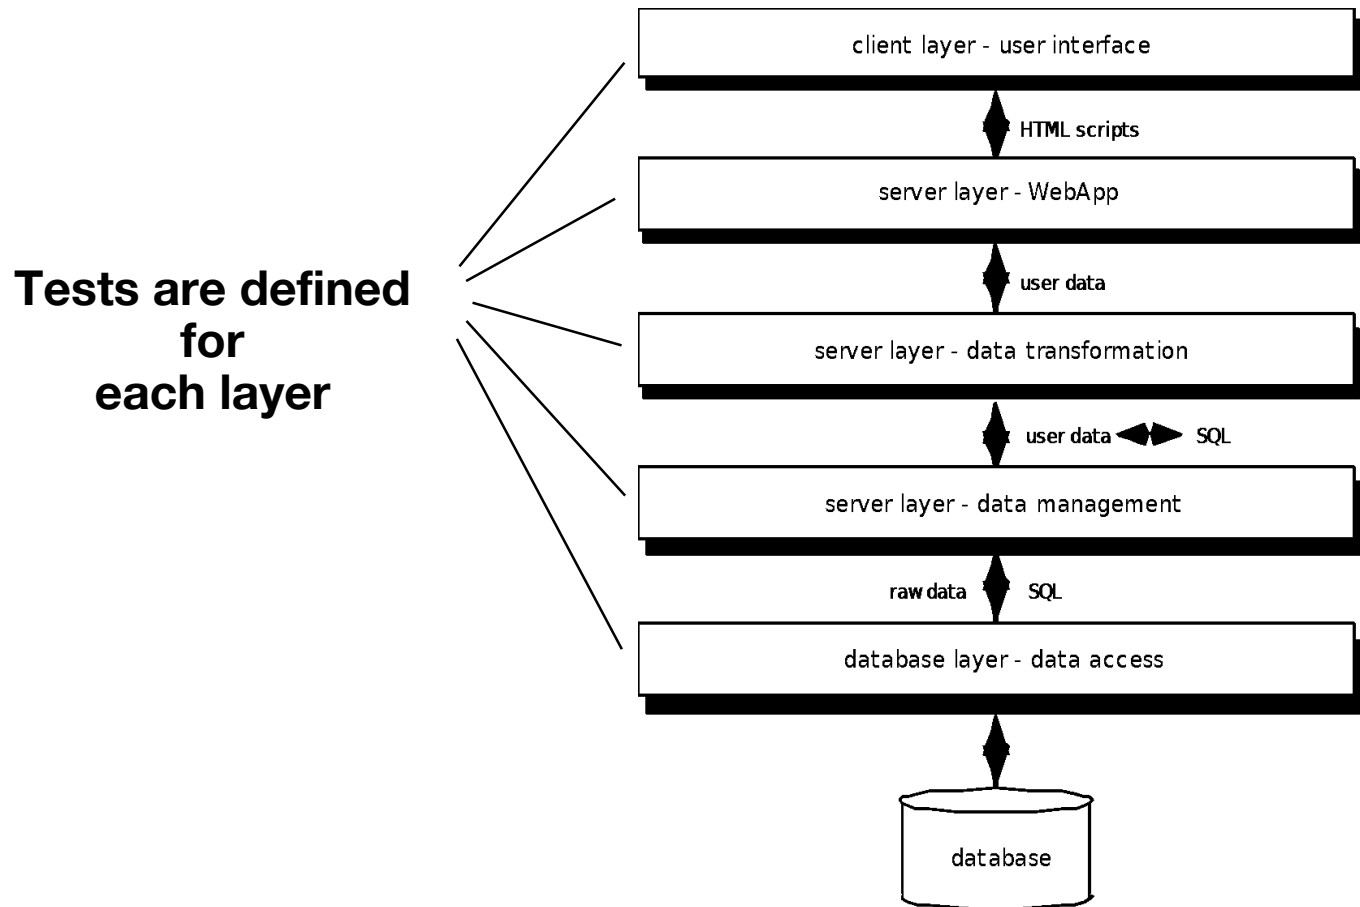 Tests are defined
for
each layer
client layer - user interface
HTML scripts
server layer - WebApp
user data
server layer - data transformation
user data SQL
server layer - data management
raw data SQL
database layer - data access
database